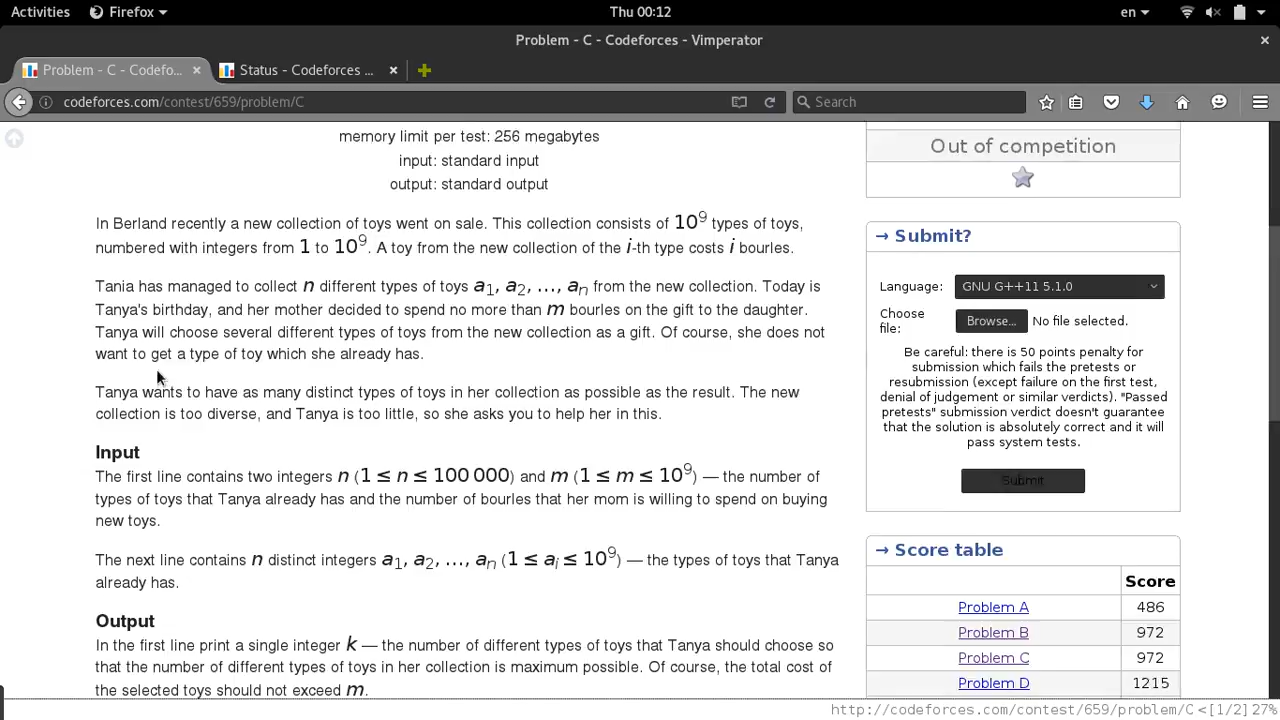 Activities Firefox Thu 00:12 en
Problem - C - Codeforces - Vimperator
Problem - C - Codefo... Status - Codeforces ...
codeforces.com/contest/659/problem/C Search
memory limit per test: 256 megabytes
input: standard input
output: standard output
In Berland recently a new collection of toys went on sale. This collection consists of 10^9 types of toys,
numbered with integers from 1 to 10^9. A toy from the new collection of the i-th type costs i bourles.
Tania has managed to collect n different types of toys a1, a2, ..., an from the new collection. Today is
Tanya's birthday, and her mother decided to spend no more than m bourles on the gift to the daughter.
Tanya will choose several different types of toys from the new collection as a gift. Of course, she does not
want to get a type of toy which she already has.
Tanya wants to have as many distinct types of toys in her collection as possible as the result. The new
collection is too diverse, and Tanya is too little, so she asks you to help her in this.
Input
The first line contains two integers n (1 ≤ n ≤ 100 000) and m (1 ≤ m ≤ 10^9) — the number of
types of toys that Tanya already has and the number of bourles that her mom is willing to spend on buying
new toys.
The next line contains n distinct integers a1, a2, ..., an (1 ≤ ai ≤ 10^9) — the types of toys that Tanya
already has.
Output
In the first line print a single integer k — the number of different types of toys that Tanya should choose so
that the number of different types of toys in her collection is maximum possible. Of course, the total cost of
the selected toys should not exceed m.
Out of competition
→ Submit?
Language: GNU G++11 5.1.0
Choose
file: Browse... No file selected.
Be careful: there is 50 points penalty for
submission which fails the pretests or
resubmission (except failure on the first test,
denial of judgement or similar verdicts). "Passed
pretests" submission verdict doesn't guarantee
that the solution is absolutely correct and it will
pass system tests.
Submit
→ Score table
Score
Problem A 486
Problem B 972
Problem C 972
Problem D 1215
http://codeforces.com/contest/659/problem/C <[1/2] 27%